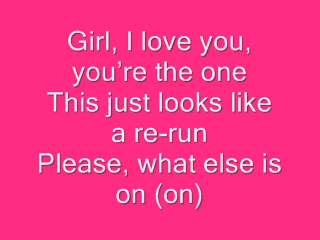 Girl, I love you,
you’re the one
This just looks like
a re-run
Please, what else is
on (on)